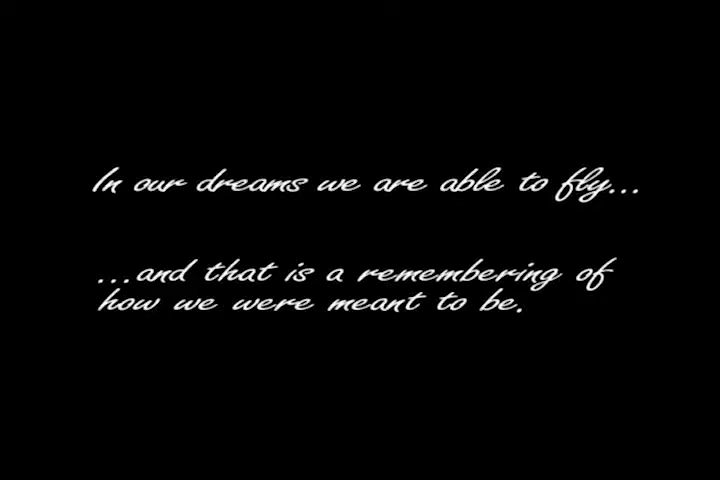 In our dreams we are able to fly...
...and that is a remembering of
how we were meant to be.